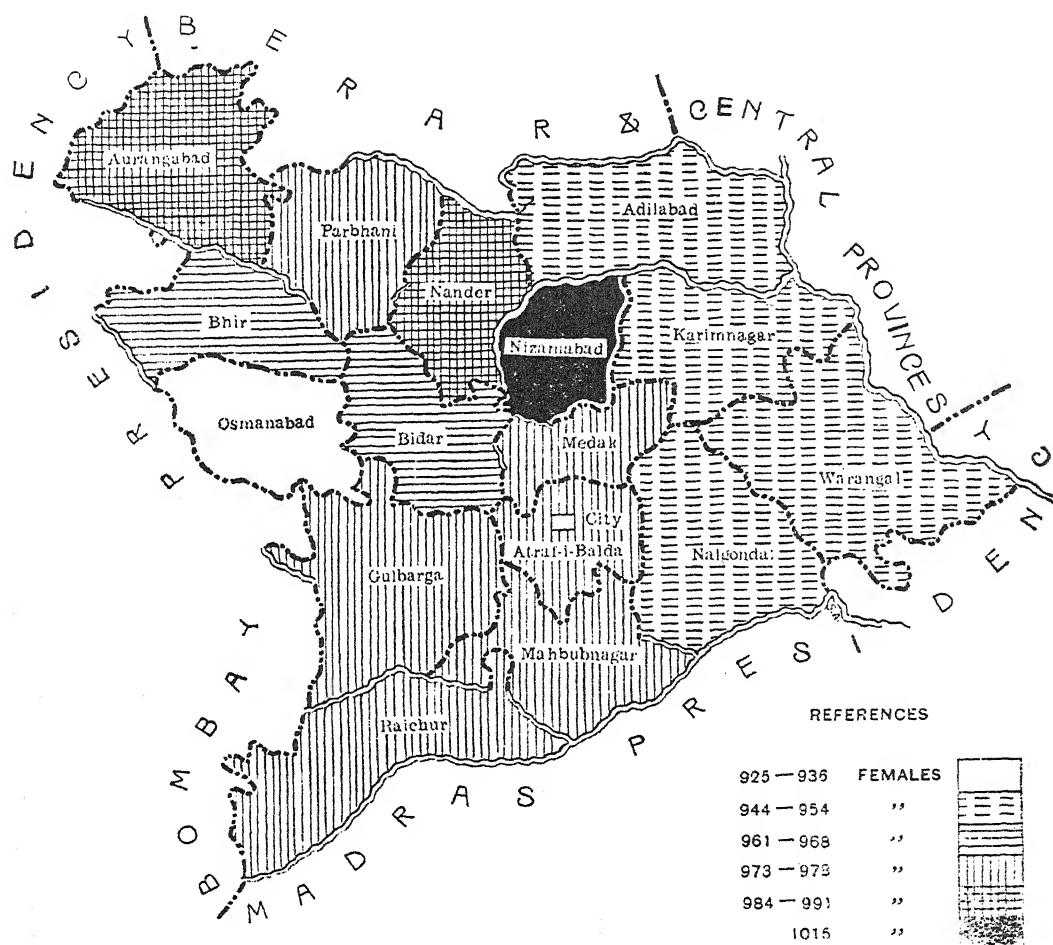 BOMBAY PRESIDENCY
BERAR & CENTRAL PROVINCES
Aurangabad
Parbhani
Adilabad
Nander
Bhir
Nizamabad
Karimnagar
Osmanabad
Bidar
Medak
Warangal
City
Atraf-i-Balda
Nalgonda
Gulbarga
Mahbubnagar
Raichur
MADRAS PRESIDENCY
REFERENCES
925 — 936 FEMALES
944 — 954 ,,
961 — 968 ,,
973 — 973 ,,
984 — 991 ,,
1015 ,,